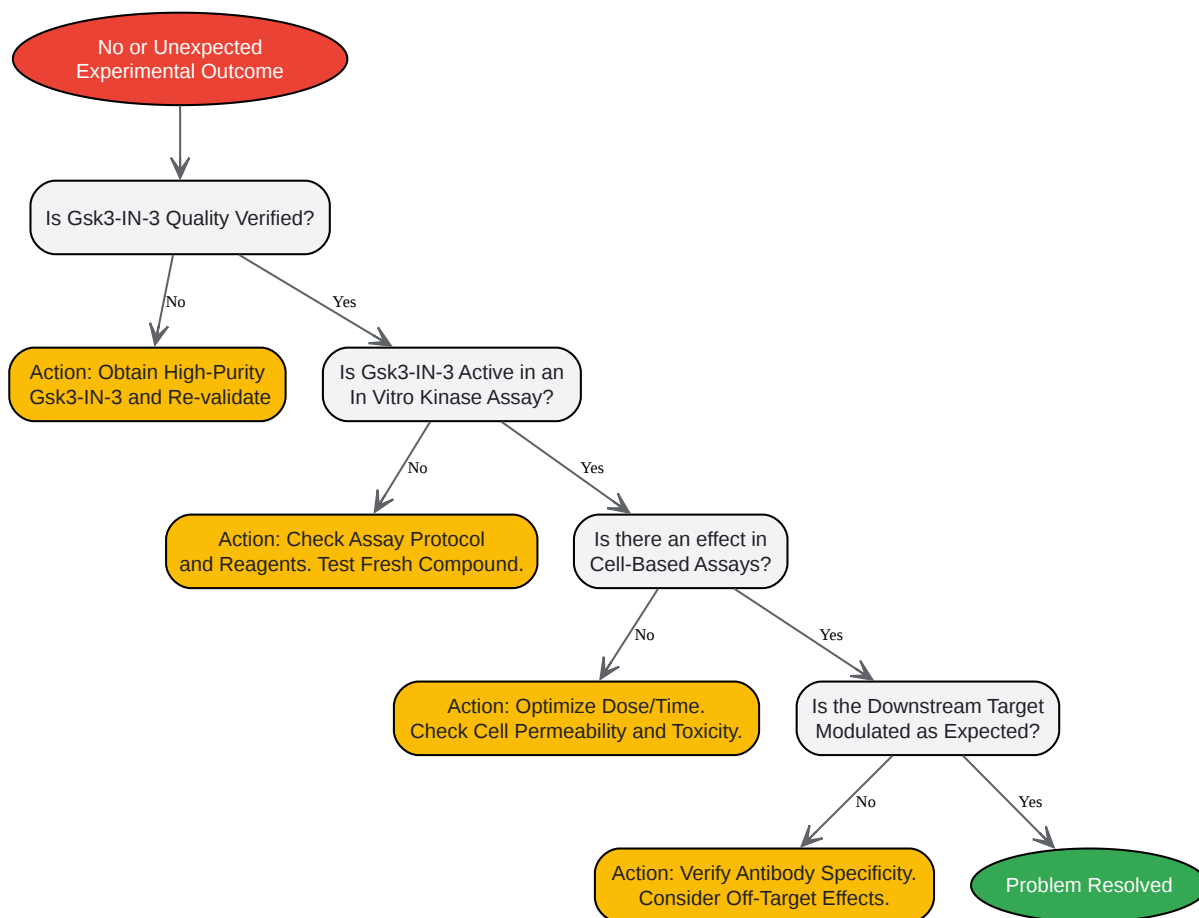 No or Unexpected
Experimental Outcome
Is Gsk3-IN-3 Quality Verified?
No
Yes
Action: Obtain High-Purity
Gsk3-IN-3 and Re-validate
Is Gsk3-IN-3 Active in an
In Vitro Kinase Assay?
No
Yes
Action: Check Assay Protocol
and Reagents. Test Fresh Compound.
Is there an effect in
Cell-Based Assays?
No
Yes
Action: Optimize Dose/Time.
Check Cell Permeability and Toxicity.
Is the Downstream Target
Modulated as Expected?
No
Yes
Action: Verify Antibody Specificity.
Consider Off-Target Effects.
Problem Resolved